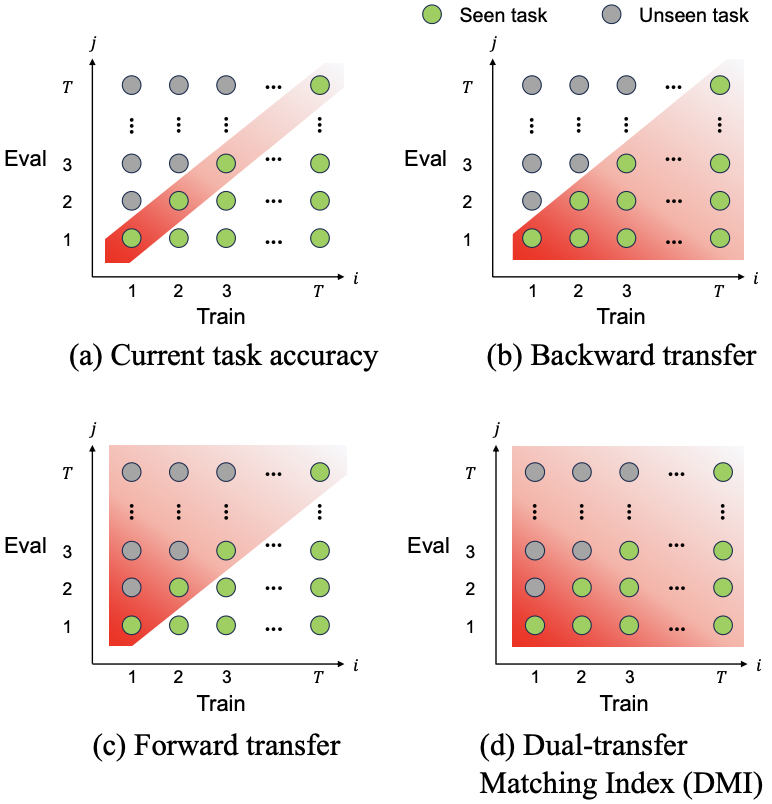 Seen task Unseen task
j j
T T
Eval 3 Eval 3
2 2
1 1
1 2 3 T i 1 2 3 T i
Train Train
(a) Current task accuracy (b) Backward transfer
j j
T T
Eval 3 Eval 3
2 2
1 1
1 2 3 T i 1 2 3 T i
Train Train
(c) Forward transfer (d) Dual-transfer
Matching Index (DMI)